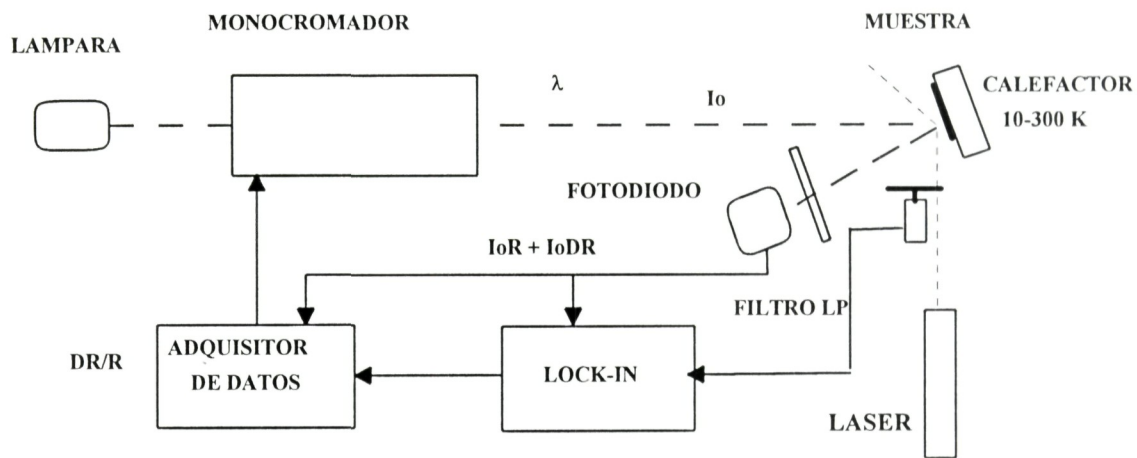 MONOCROMADOR
MUESTRA
LAMPARA
λ
Io
CALEFACTOR
10-300 K
FOTODIODO
IoR + IoDR
FILTRO LP
DR/R
ADQUISITOR
DE DATOS
LOCK-IN
LASER